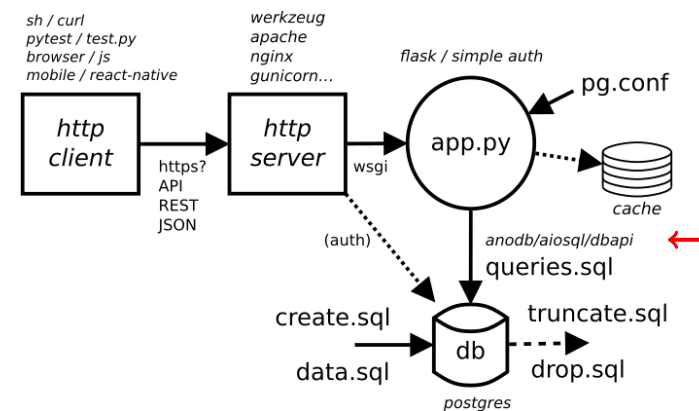 sh / curl
pytest / test.py
browser / js
mobile / react-native
werkzeug
apache
nginx
gunicorn...
flask / simple auth
pg.conf
http
client
https?
API
REST
JSON
http
server
wsgi
app.py
cache
(auth)
anodb/aiosql/dbapi
queries.sql
create.sql
data.sql
db
truncate.sql
drop.sql
postgres